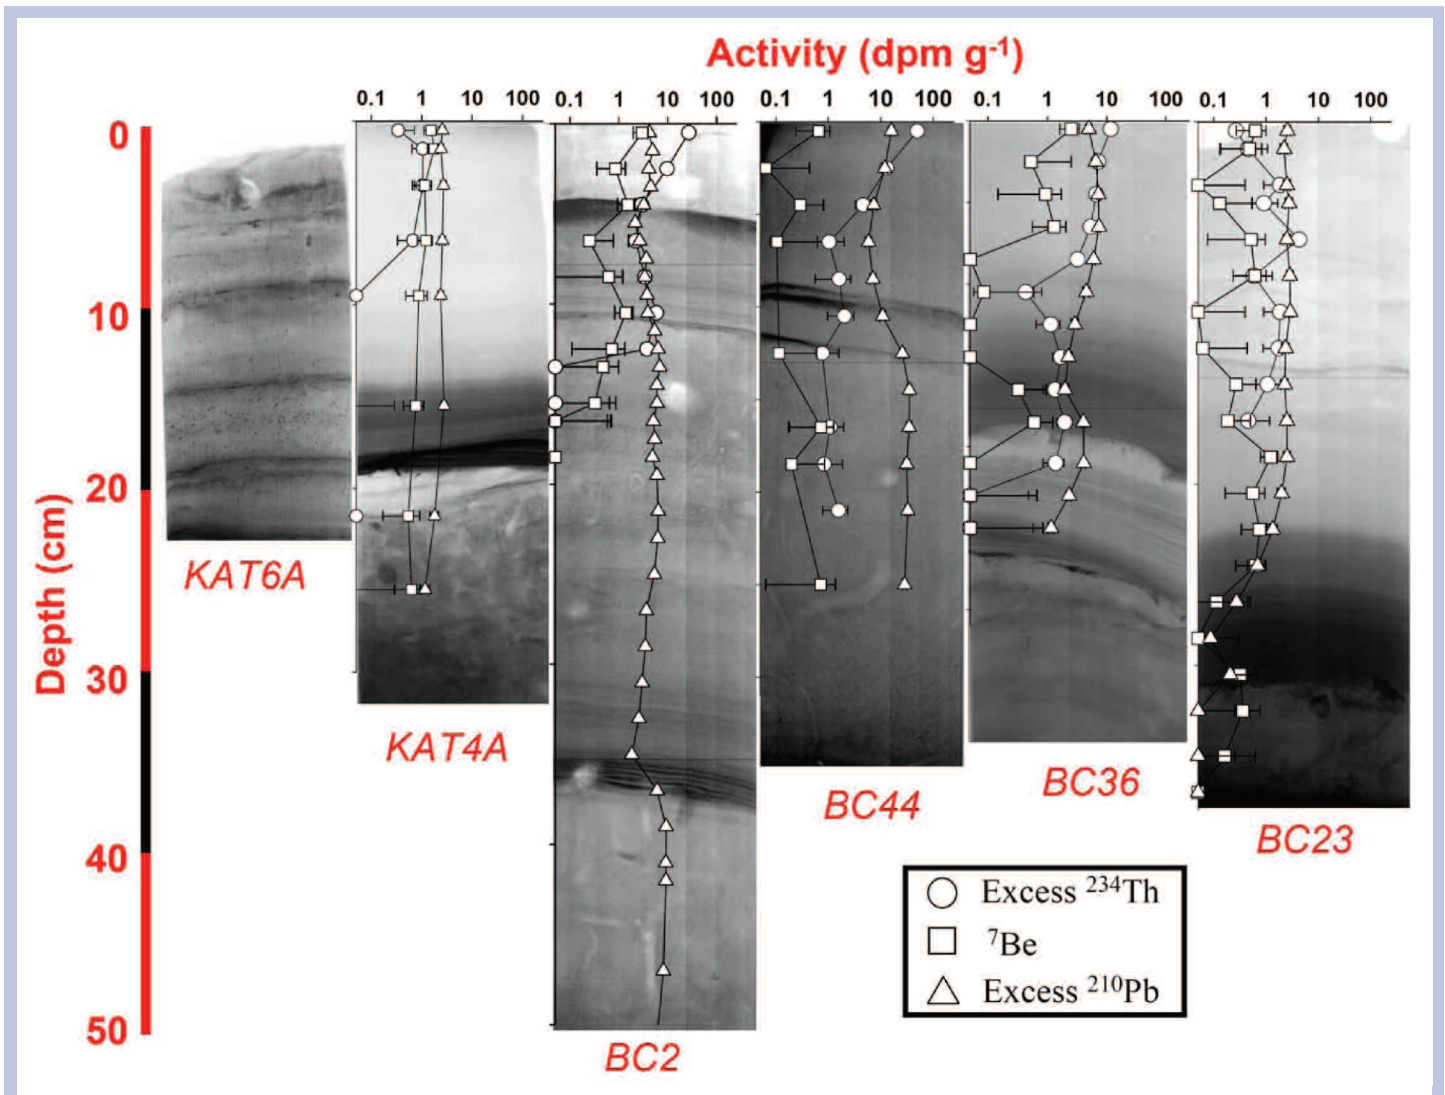 Activity (dpm g⁻¹)
0.1 1 10 100 0.1 1 10 100 0.1 1 10 100 0.1 1 10 100 0.1 1 10 100
0
10
20
30
40
50
Depth (cm)
KAT6A
KAT4A
BC2
BC44
BC36
BC23
Excess ²³⁴Th
⁷Be
Excess ²¹⁰Pb